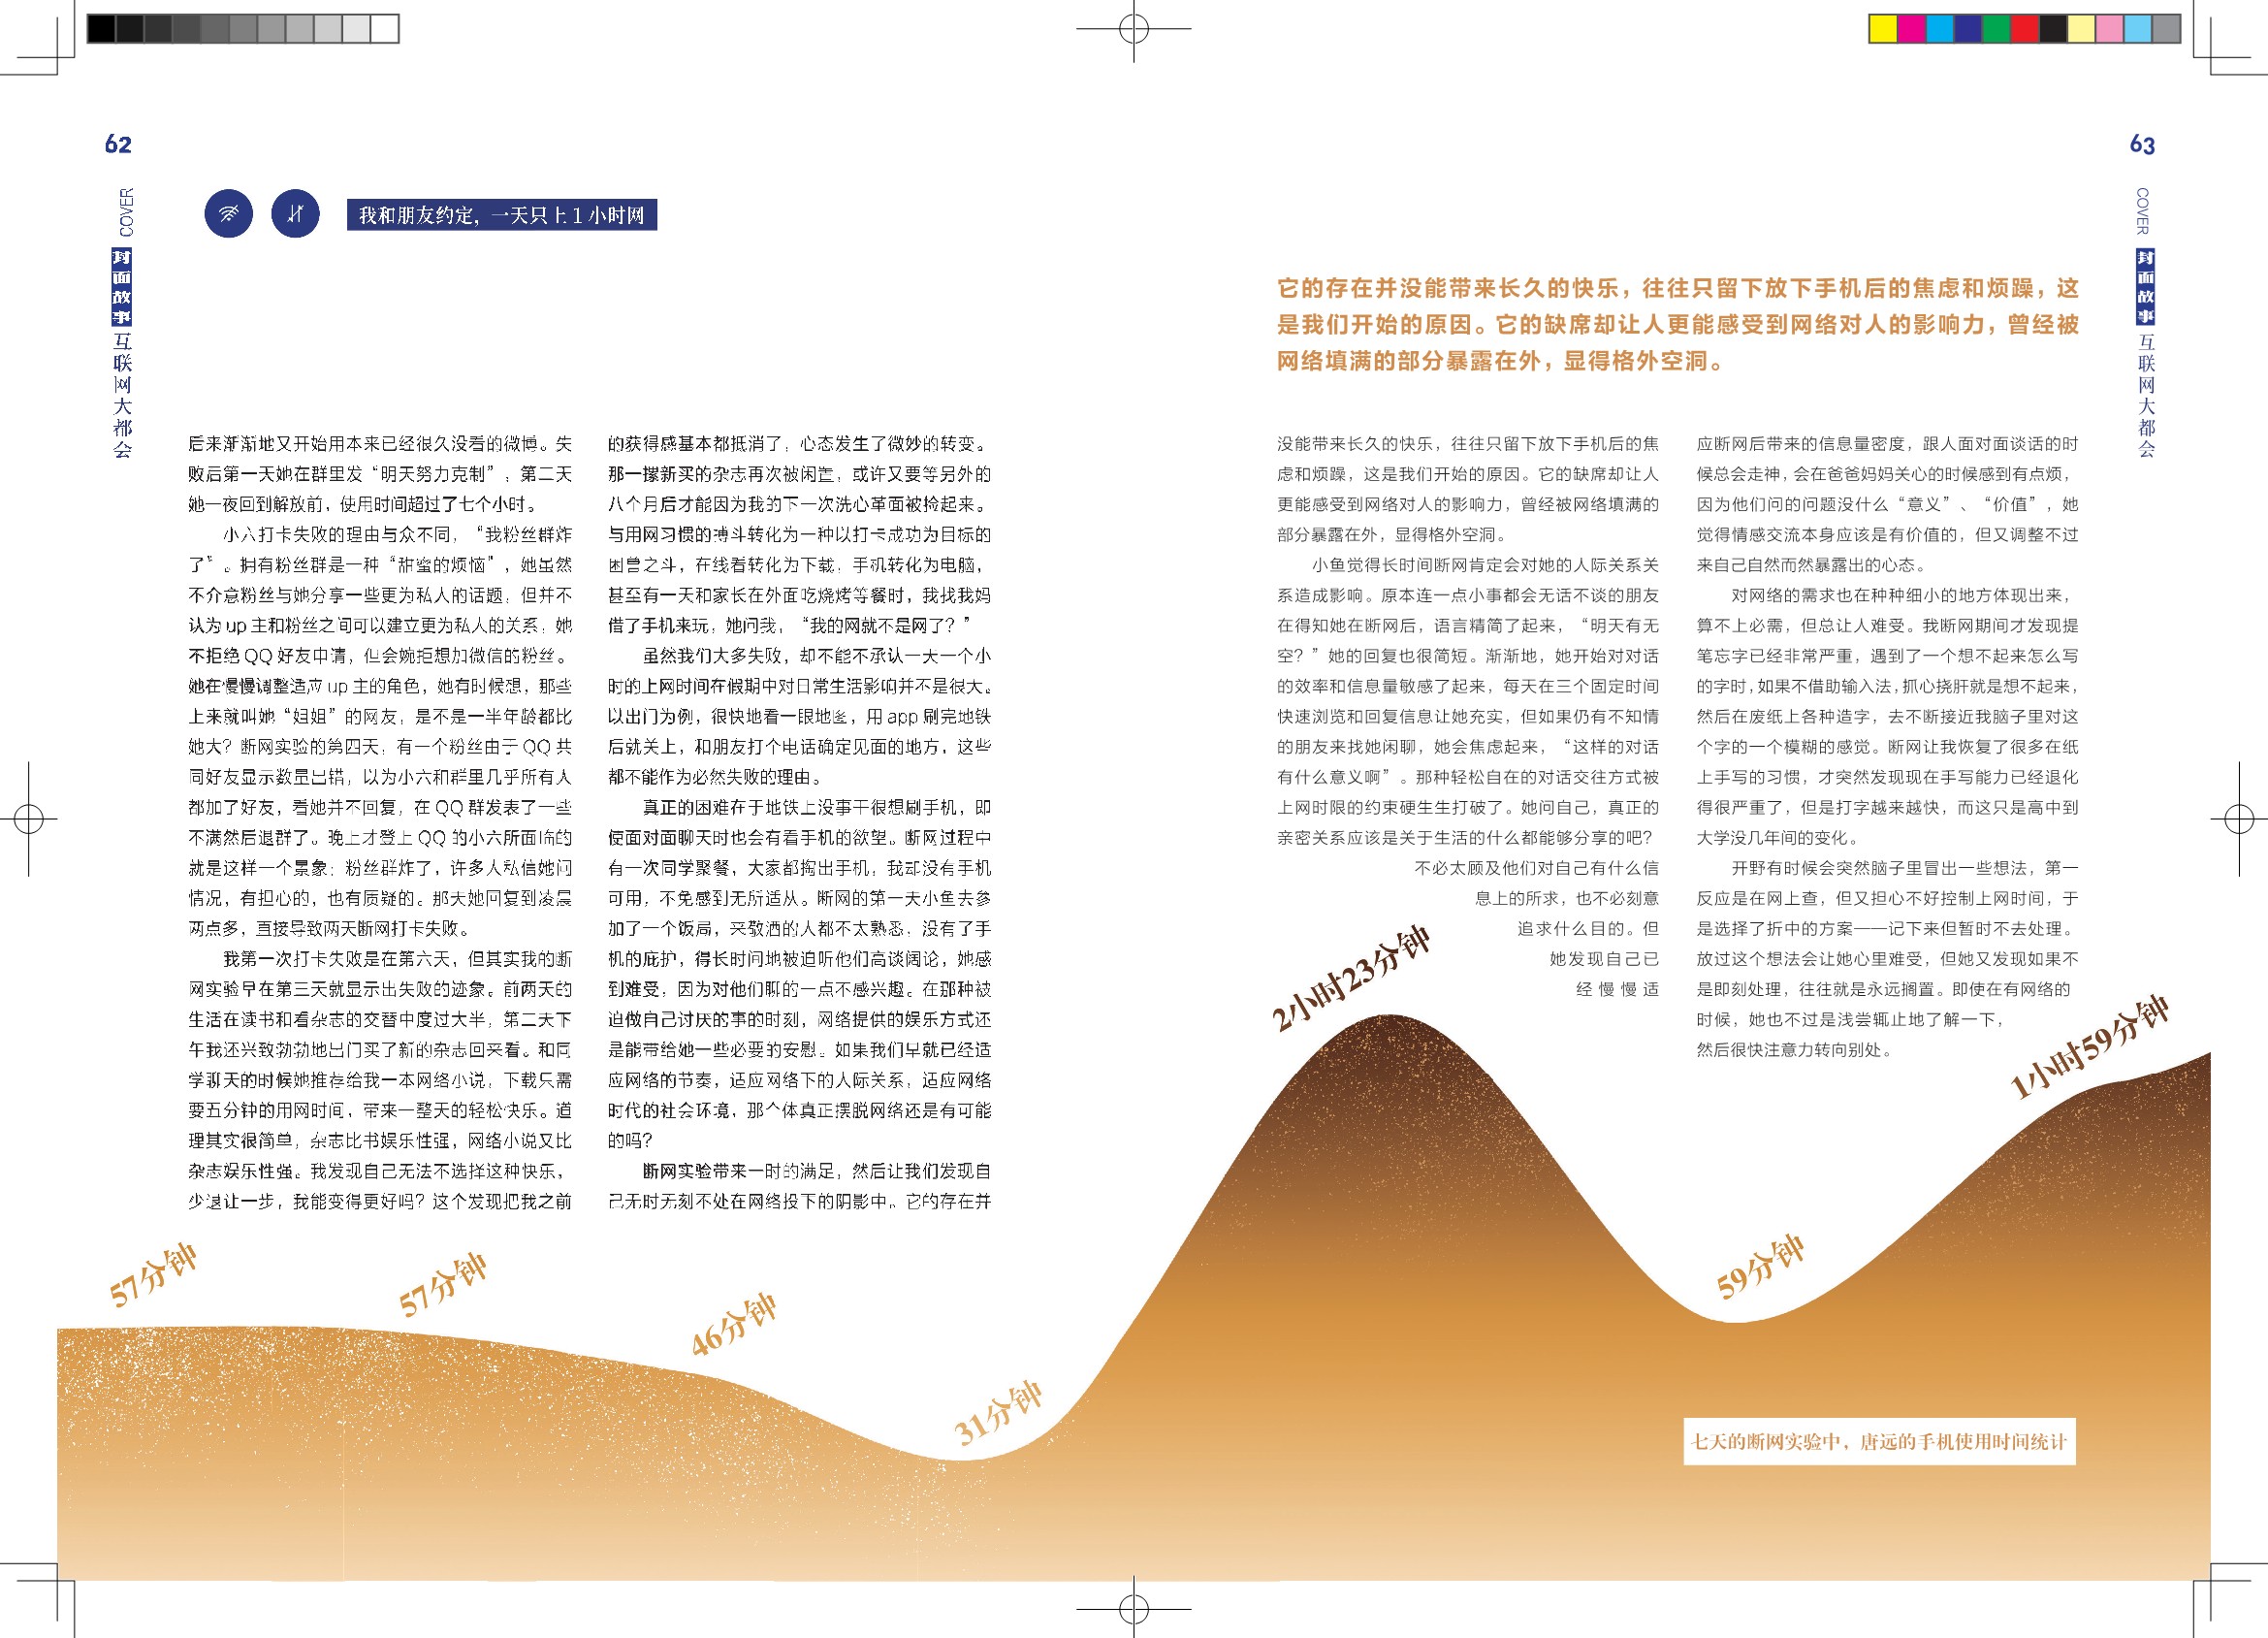 62
COVER
封面故事
互联网大都会
我和朋友约定，一天只上1小时网
后来渐渐地又开始用本来已经很久没看的微博。失
败后第一天她在群里发“明天努力克制”，第二天
她一夜回到解放前，使用时间超过了七个小时。
小六打卡失败的理由与众不同，“我粉丝群炸
了”。拥有粉丝群是一种“甜蜜的烦恼”，她虽然
不介意粉丝与她分享一些更为私人的话题，但并不
认为up主和粉丝之间可以建立更为私人的关系，她
不拒绝QQ好友申请，但会婉拒想加微信的粉丝。
她在慢慢调整适应up主的角色，她有时候想，那些
上来就叫她“姐姐”的网友，是不是一半年龄都比
她大？断网实验的第四天，有一个粉丝由于QQ共
同好友显示数量出错，以为小六和群里几乎所有人
都加了好友，看她并不回复，在QQ群发表了一些
不满然后退群了。晚上才登上QQ的小六所面临的
就是这样一个景象：粉丝群炸了，许多人私信她问
情况，有担心的，也有质疑的。那天她回复到凌晨
两点多，直接导致两天断网打卡失败。
我第一次打卡失败是在第六天，但其实我的断
网实验早在第三天就显示出失败的迹象。前两天的
生活在读书和看杂志的交替中度过大半，第二天下
午我还兴致勃勃地出门买了新的杂志回来看。和同
学聊天的时候她推荐给我一本网络小说，下载只需
要五分钟的用网时间，带来一整天的轻松快乐。道
理其实很简单，杂志比书娱乐性强，网络小说又比
杂志娱乐性强。我发现自己无法不选择这种快乐，
少退让一步，我能变得更好吗？这个发现把我之前
的获得感基本都抵消了，心态发生了微妙的转变。
那一摞新买的杂志再次被闲置，或许又要等另外的
八个月后才能因为我的下一次洗心革面被捡起来。
与用网习惯的搏斗转化为一种以打卡成功为目标的
困兽之斗，在线看转化为下载，手机转化为电脑，
甚至有一天和家长在外面吃烧烤等餐时，我找我妈
借了手机来玩，她问我，“我的网就不是网了？”
虽然我们大多失败，却不能不承认一天一个小
时的上网时间在假期中对日常生活影响并不是很大。
以出门为例，很快地看一眼地图，用app刷完地铁
后就关上，和朋友打个电话确定见面的地方，这些
都不能作为必然失败的理由。
真正的困难在于地铁上没事干很想刷手机，即
使面对面聊天时也会有看手机的欲望。断网过程中
有一次同学聚餐，大家都掏出手机，我却没有手机
可用，不免感到无所适从。断网的第一天小鱼去参
加了一个饭局，来敬酒的人都不太熟悉，没有了手
机的庇护，得长时间地被迫听他们高谈阔论，她感
到难受，因为对他们聊的一点不感兴趣。在那种被
迫做自己讨厌的事的时刻，网络提供的娱乐方式还
是能带给她一些必要的安慰。如果我们早就已经适
应网络的节奏，适应网络下的人际关系，适应网络
时代的社会环境，那个体真正摆脱网络还是有可能
的吗？
断网实验带来一时的满足，然后让我们发现自
己无时无刻不处在网络投下的阴影中。它的存在并
57分钟
57分钟
46分钟
31分钟
63
COVER
封面故事
互联网大都会
它的存在并没能带来长久的快乐，往往只留下放下手机后的焦虑和烦躁，这
是我们开始的原因。它的缺席却让人更能感受到网络对人的影响力，曾经被
网络填满的部分暴露在外，显得格外空洞。
没能带来长久的快乐，往往只留下放下手机后的焦
虑和烦躁，这是我们开始的原因。它的缺席却让人
更能感受到网络对人的影响力，曾经被网络填满的
部分暴露在外，显得格外空洞。
小鱼觉得长时间断网肯定会对她的人际关系关
系造成影响。原本连一点小事都会无话不谈的朋友
在得知她在断网后，语言精简了起来，“明天有无
空？”她的回复也很简短。渐渐地，她开始对对话
的效率和信息量敏感了起来，每天在三个固定时间
快速浏览和回复信息让她充实，但如果仍有不知情
的朋友来找她闲聊，她会焦虑起来，“这样的对话
有什么意义啊”。那种轻松自在的对话交往方式被
上网时限的约束硬生生打破了。她问自己，真正的
亲密关系应该是关于生活的什么都能够分享的吧？
不必太顾及他们对自己有什么信
息上的所求，也不必刻意
追求什么目的。但
她发现自己已
经慢慢适
应断网后带来的信息量密度，跟人面对面谈话的时
候总会走神，会在爸爸妈妈关心的时候感到有点烦，
因为他们问的问题没什么“意义”、“价值”，她
觉得情感交流本身应该是有价值的，但又调整不过
来自己自然而然暴露出的心态。
对网络的需求也在种种细小的地方体现出来，
算不上必需，但总让人难受。我断网期间才发现提
笔忘字已经非常严重，遇到了一个想不起来怎么写
的字时，如果不借助输入法，抓心挠肝就是想不起来，
然后在废纸上各种造字，去不断接近我脑子里对这
个字的一个模糊的感觉。断网让我恢复了很多在纸
上手写的习惯，才突然发现现在手写能力已经退化
得很严重了，但是打字越来越快，而这只是高中到
大学没几年间的变化。
开野有时候会突然脑子里冒出一些想法，第一
反应是在网上查，但又担心不好控制上网时间，于
是选择了折中的方案——记下来但暂时不去处理。
放过这个想法会让她心里难受，但她又发现如果不
是即刻处理，往往就是永远搁置。即使在有网络的
时候，她也不过是浅尝辄止地了解一下，
然后很快注意力转向别处。
2小时23分钟
59分钟
1小时59分钟
七天的断网实验中，唐远的手机使用时间统计